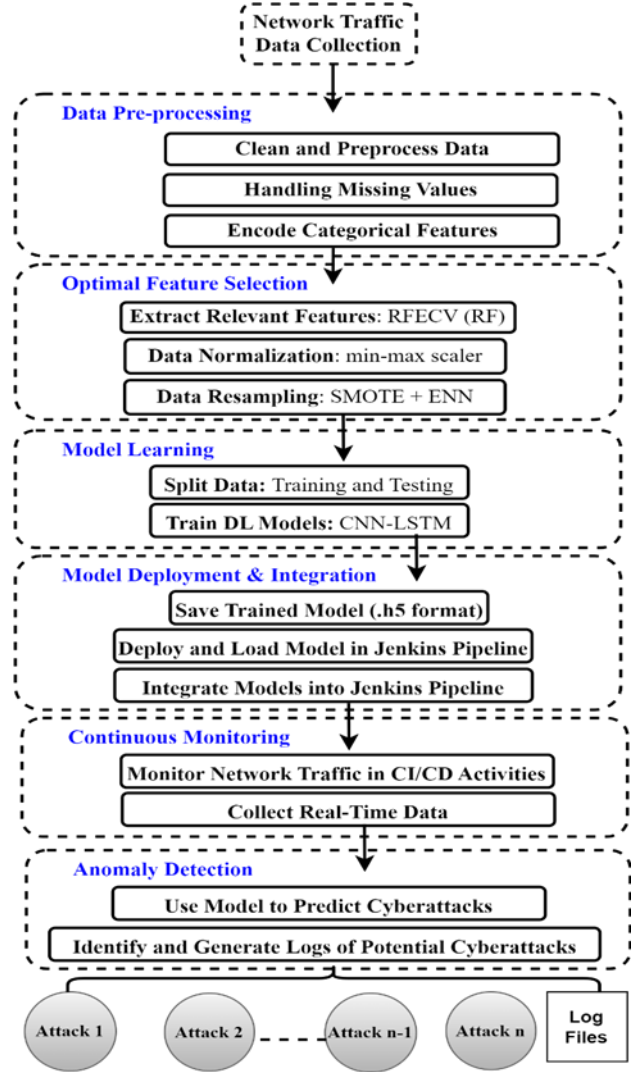 Network Traffic
Data Collection
Data Pre-processing
Clean and Preprocess Data
Handling Missing Values
Encode Categorical Features
Optimal Feature Selection
Extract Relevant Features: RFECV (RF)
Data Normalization: min-max scaler
Data Resampling: SMOTE + ENN
Model Learning
Split Data: Training and Testing
Train DL Models: CNN-LSTM
Model Deployment & Integration
Save Trained Model (.h5 format)
Deploy and Load Model in Jenkins Pipeline
Integrate Models into Jenkins Pipeline
Continuous Monitoring
Monitor Network Traffic in CI/CD Activities
Collect Real-Time Data
Anomaly Detection
Use Model to Predict Cyberattacks
Identify and Generate Logs of Potential Cyberattacks
Attack 1
Attack 2
Attack n-1
Attack n
Log
Files